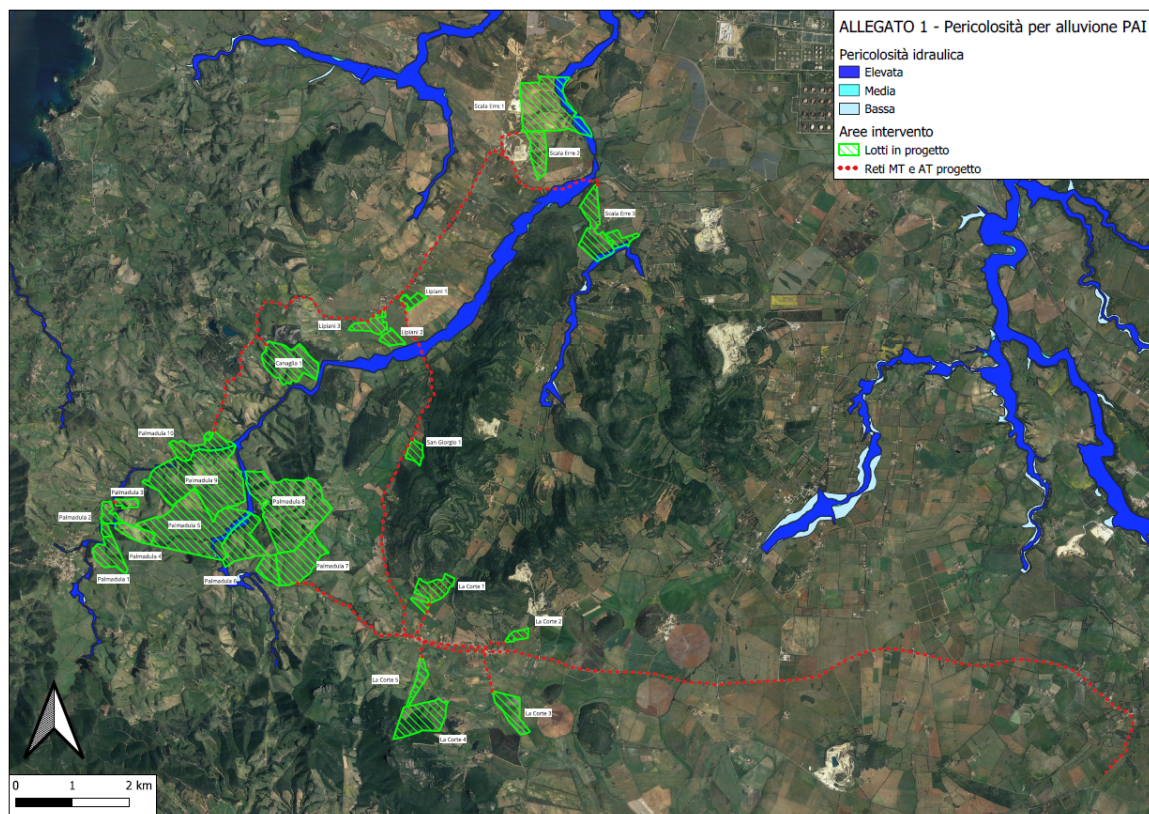 ALLEGATO 1 - Pericolosità per alluvione PAI
Pericolosità idraulica
Elevata
Media
Bassa
Aree intervento
Lotti in progetto
Reti MT e AT progetto
Scala Erre 1
Scala Erre 2
Scala Erre 3
Lipiani 1
Lipiani 3
Lipiani 2
Canaglia 1
Palmadula 10
San Giorgio 1
Palmadula 9
Palmadula 3
Palmadula 8
Palmadula 2
Palmadula 5
Palmadula 4
Palmadula 7
Palmadula 1
Palmadula 6
La Corte 1
La Corte 2
La Corte 5
La Corte 3
La Corte 4
0 1 2 km